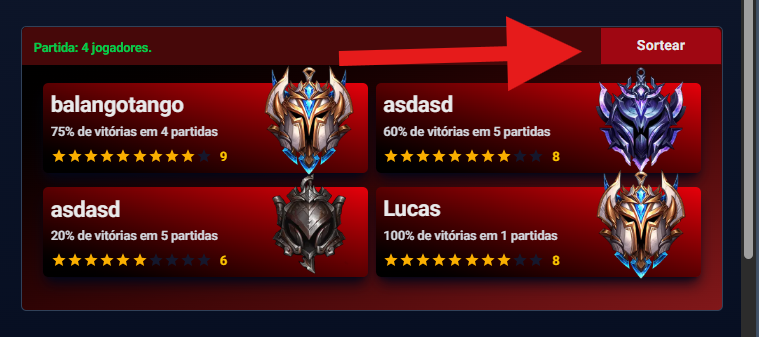 Partida: 4 jogadores.
Sortear
balangotango
75% de vitórias em 4 partidas
9
asdasd
60% de vitórias em 5 partidas
8
asdasd
20% de vitórias em 5 partidas
6
Lucas
100% de vitórias em 1 partidas
8